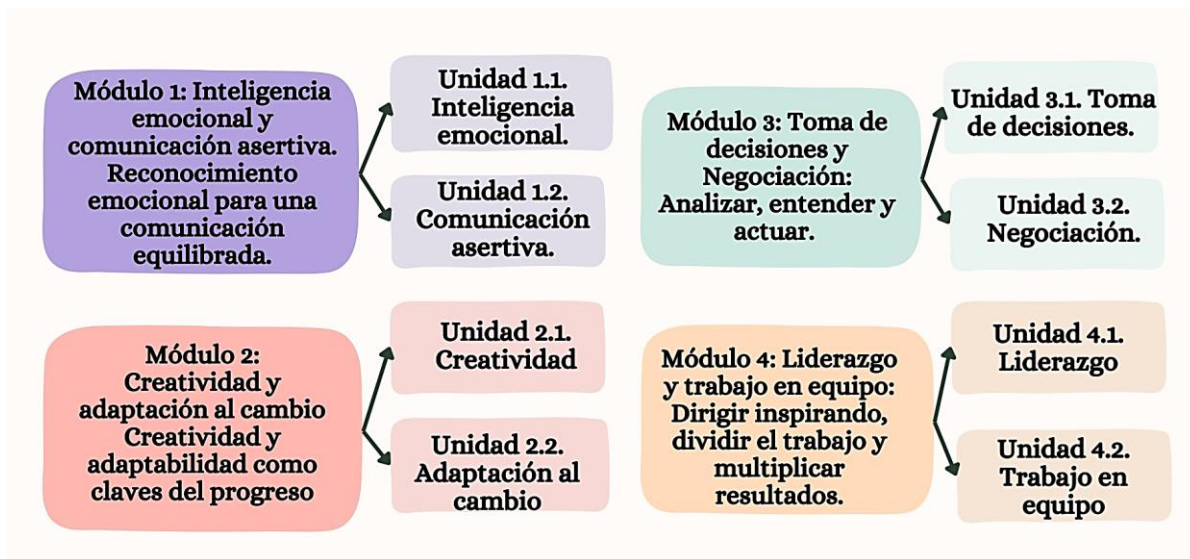 Módulo 1: Inteligencia
emocional y
comunicación asertiva.
Reconocimiento
emocional para una
comunicación
equilibrada.
Unidad 1.1.
Inteligencia
emocional.
Unidad 1.2.
Comunicación
asertiva.
Módulo 2:
Creatividad y
adaptación al cambio
Creatividad y
adaptabilidad como
claves del progreso
Unidad 2.1.
Creatividad
Unidad 2.2.
Adaptación al
cambio
Módulo 3: Toma de
decisiones y
Negociación:
Analizar, entender y
actuar.
Unidad 3.1. Toma
de decisiones.
Unidad 3.2.
Negociación.
Módulo 4: Liderazgo
y trabajo en equipo:
Dirigir inspirando,
dividir el trabajo y
multiplicar
resultados.
Unidad 4.1.
Liderazgo
Unidad 4.2.
Trabajo en
equipo